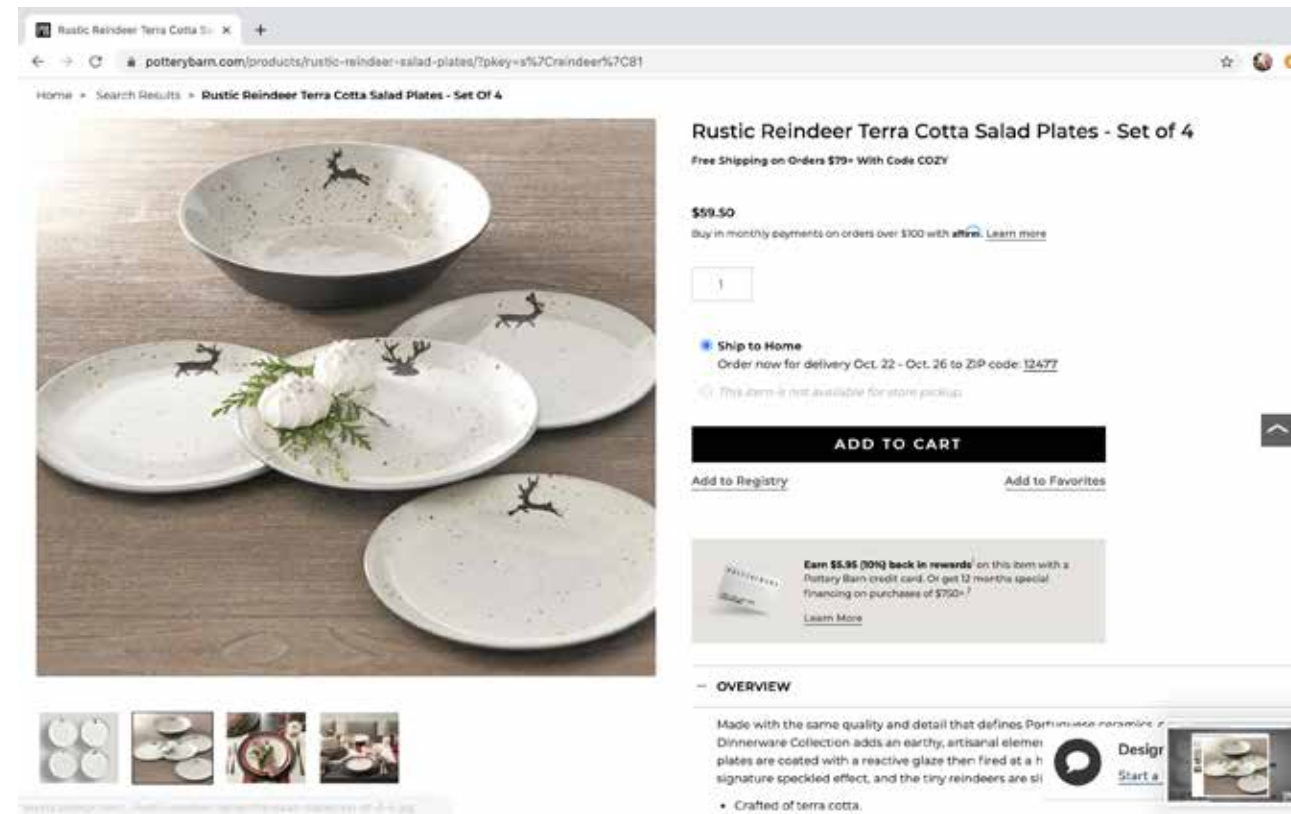 Rustic Reindeer Terra Cotta Sa
potterybarn.com/products/rustic-reindeer-salad-plates/?pkey=s%7Creindeer%7C81
Home > Search Results > Rustic Reindeer Terra Cotta Salad Plates - Set Of 4
Rustic Reindeer Terra Cotta Salad Plates - Set of 4
Free Shipping on Orders $79+ With Code COZY
$59.50
Buy in monthly payments on orders over $100 with affirm. Learn more
1
Ship to Home
Order now for delivery Oct. 22 - Oct. 26 to ZIP code: 12477
This item is not available for store pickup
ADD TO CART
Add to Registry
Add to Favorites
Earn $5.95 (10%) back in rewards¹ on this item with a
Pottery Barn credit card. Or get 12 months special
financing on purchases of $750+.²
Learn More
− OVERVIEW
Made with the same quality and detail that defines Portuguese ceramics,
Dinnerware Collection adds an earthy, artisanal elemen
plates are coated with a reactive glaze then fired at a h
signature speckled effect, and the tiny reindeers are sli
• Crafted of terra cotta.
Desigr
Start a